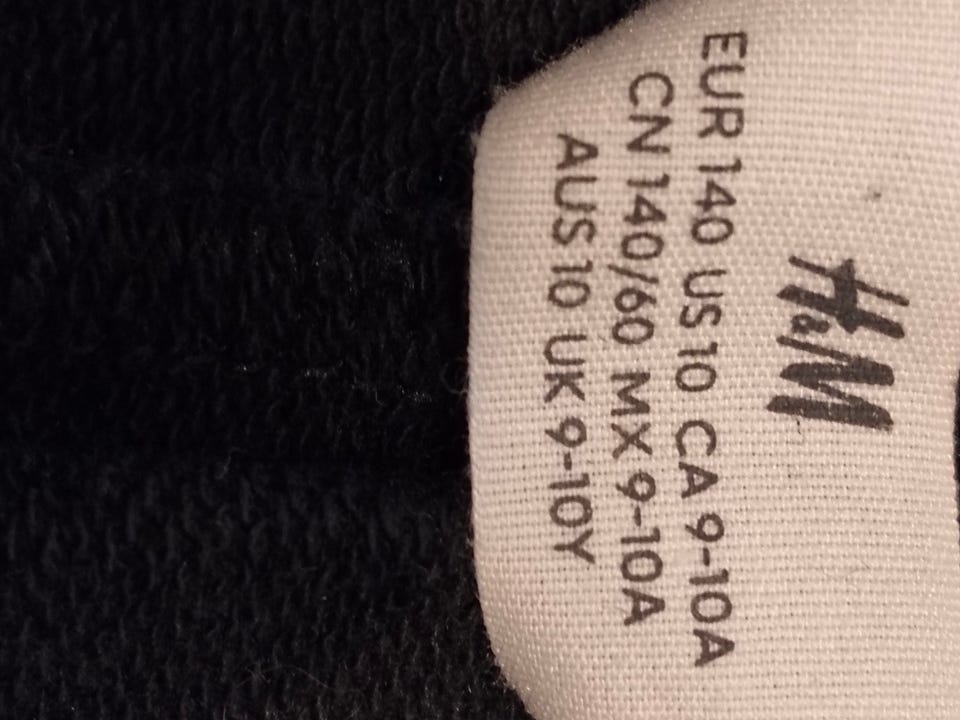 H&M
EUR 140 US 10 CA 9-10A
CN 140/60 MX 9-10A
AUS 10 UK 9-10Y